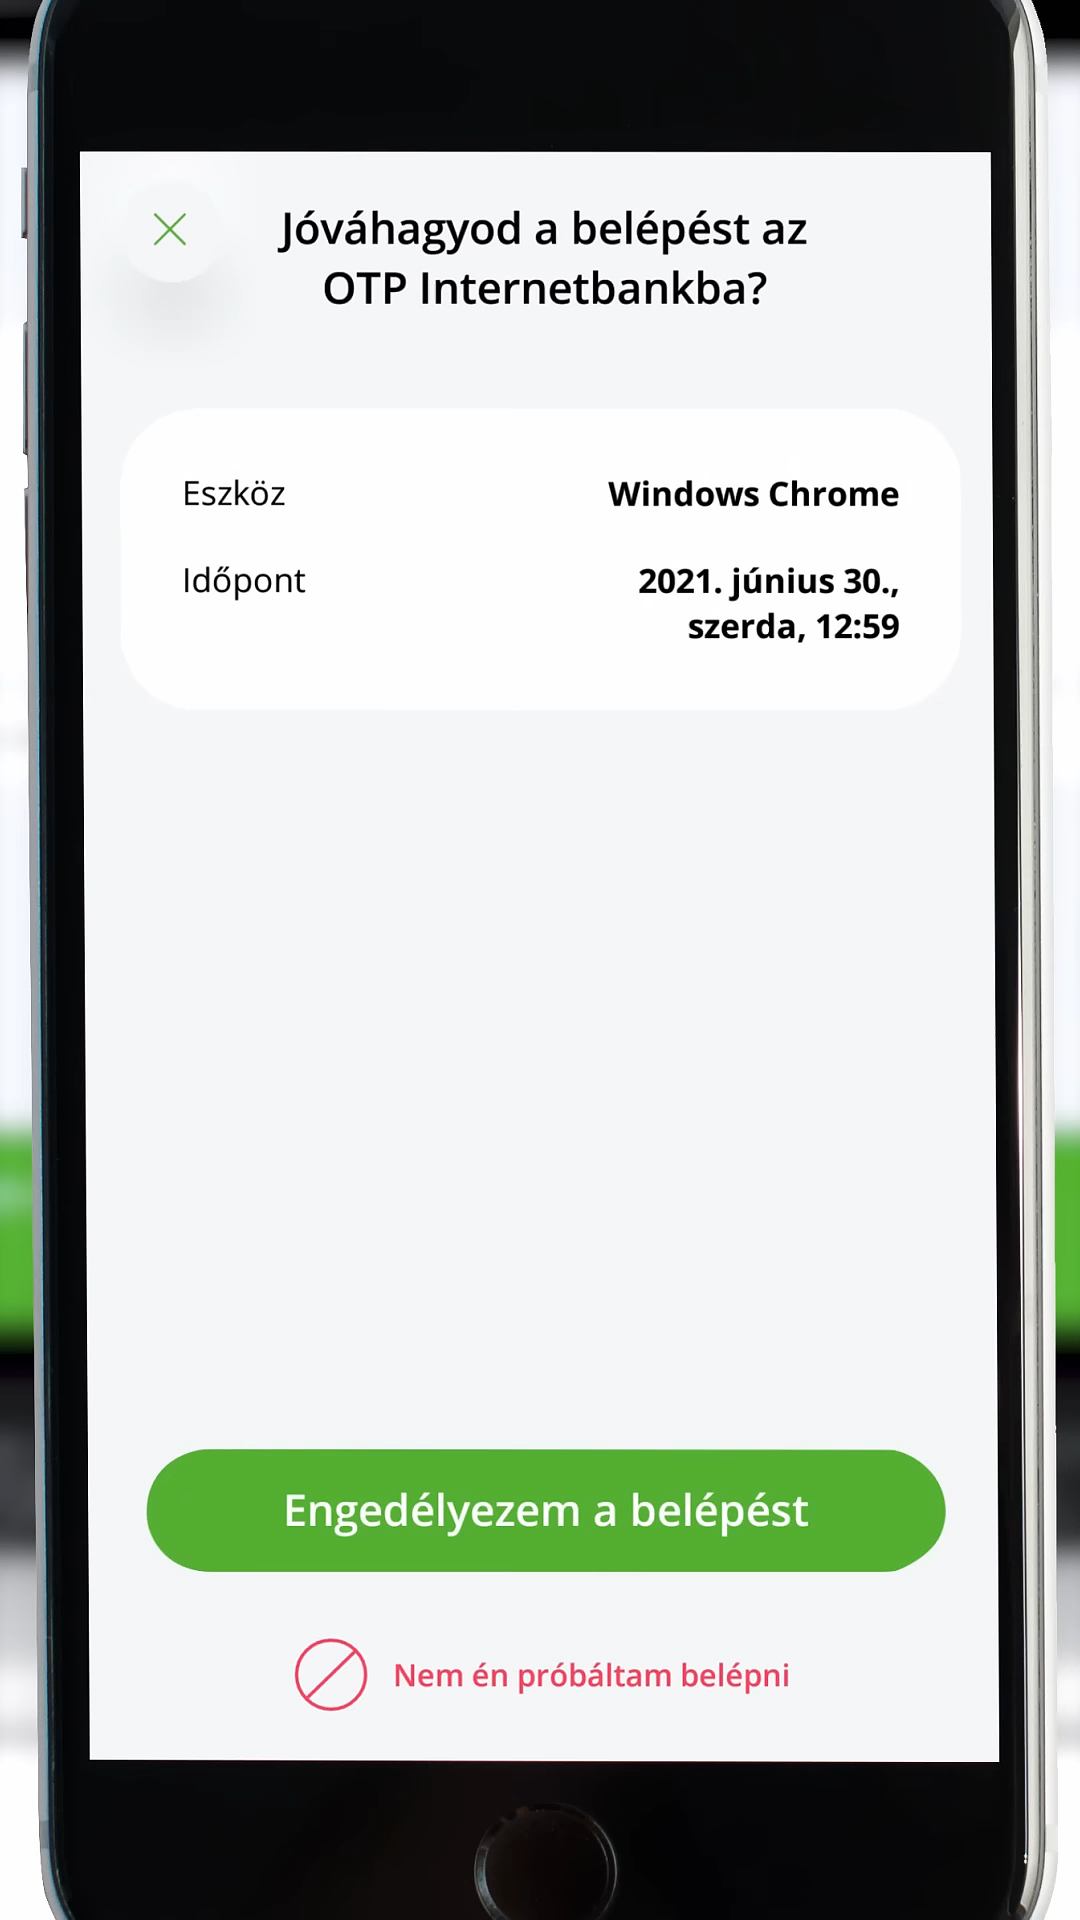 Jóváhagyod a belépést az
OTP Internetbankba?
Eszköz
Windows Chrome
Időpont
2021. június 30.,
szerda, 12:59
Engedélyezem a belépést
Nem én próbáltam belépni